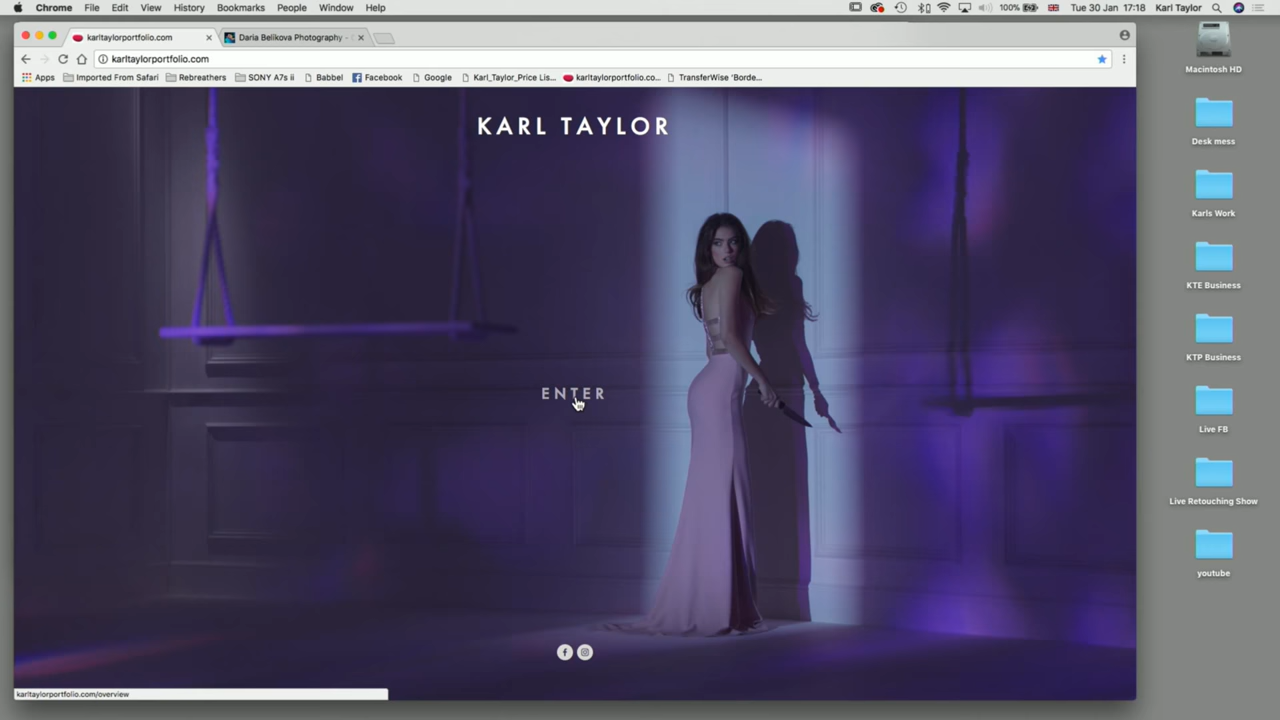 Chrome File Edit View History Bookmarks People Window Help 100% Tue 30 Jan 17:18 Karl Taylor
karltaylorportfolio.com Daria Belikova Photography -
karltaylorportfolio.com
Apps Imported From Safari Rebreathers SONY A7s ii Babbel Facebook Google Karl_Taylor_Price Lis... karltaylorportfolio.co... TransferWise 'Borde...
KARL TAYLOR
ENTER
karltaylorportfolio.com/overview
Macintosh HD
Desk mess
Karls Work
KTE Business
KTP Business
Live FB
Live Retouching Show
youtube